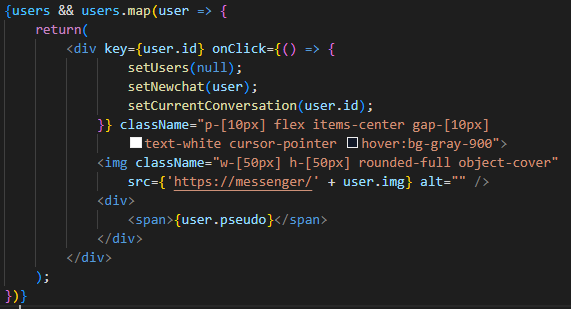 {users && users.map(user => {
return(
<div key={user.id} onClick={() => {
setUsers(null);
setNewchat(user);
setCurrentConversation(user.id);
}} className="p-[10px] flex items-center gap-[10px]
text-white cursor-pointer hover:bg-gray-900">
<img className="w-[50px] h-[50px] rounded-full object-cover"
src={'https://messenger/' + user.img} alt="" />
<div>
<span>{user.pseudo}</span>
</div>
</div>
);
})}